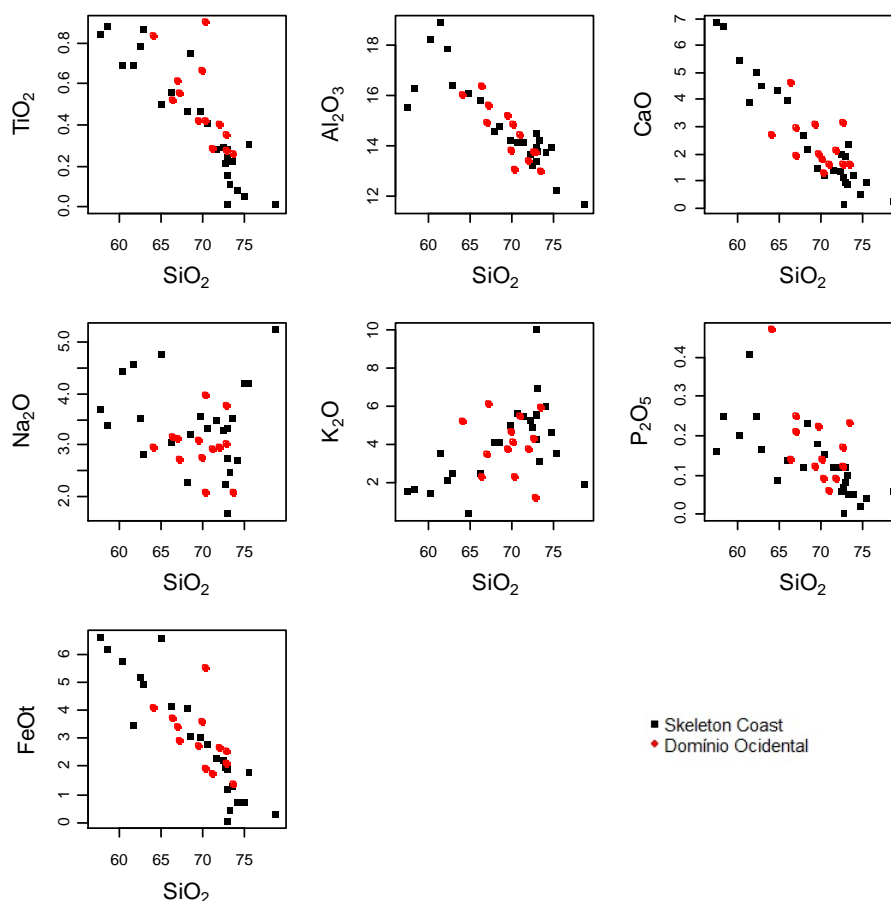 TiO₂
0.0 0.2 0.4 0.6 0.8
60 65 70 75
SiO₂
Al₂O₃
12 14 16 18
60 65 70 75
SiO₂
CaO
0 1 2 3 4 5 6 7
60 65 70 75
SiO₂
Na₂O
2.0 3.0 4.0 5.0
60 65 70 75
SiO₂
K₂O
2 4 6 8 10
60 65 70 75
SiO₂
P₂O₅
0.0 0.1 0.2 0.3 0.4
60 65 70 75
SiO₂
FeOt
0 1 2 3 4 5 6
60 65 70 75
SiO₂
Skeleton Coast
Domínio Ocidental